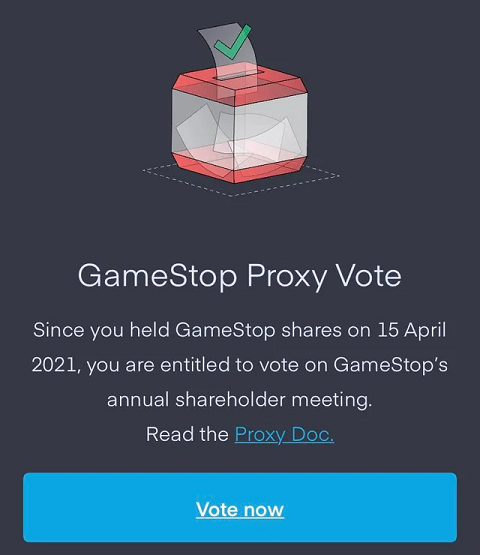 GameStop Proxy Vote
Since you held GameStop shares on 15 April
2021, you are entitled to vote on GameStop’s
annual shareholder meeting.
Read the Proxy Doc.
Vote now